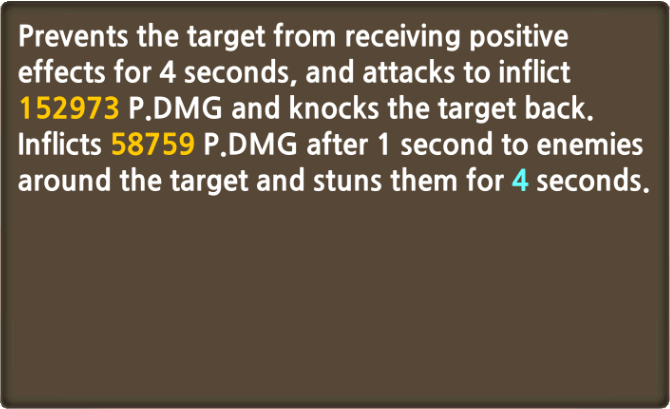 Prevents the target from receiving positive
effects for 4 seconds, and attacks to inflict
152973 P.DMG and knocks the target back.
Inflicts 58759 P.DMG after 1 second to enemies
around the target and stuns them for 4 seconds.